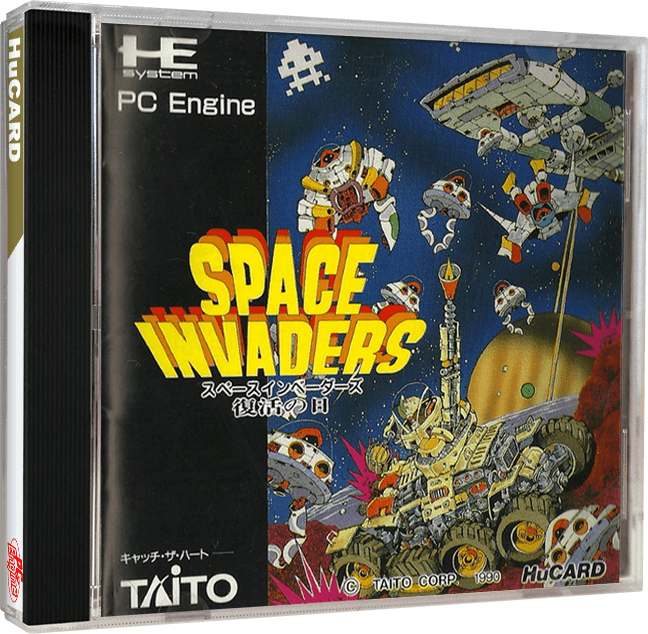 HuCARD
HE
system
PC Engine
SPACE
INVADERS
スペースインベーダーズ
復活の日
キャッチ・ザ・ハート
TAITO
© TAITO CORP. 1990
HuCARD